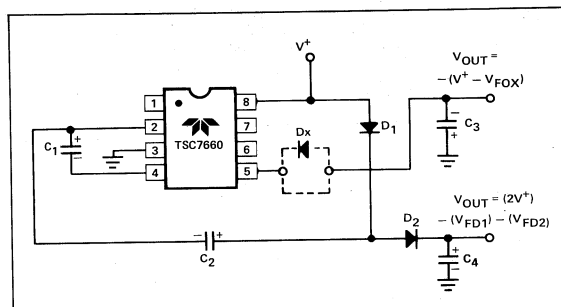 V+
VOUT =
−(V+ − VFOX)
1
2
3
4
8
7
6
5
TSC7660
Dx
D1
C1
+
−
−
+
C3
VOUT = (2V+)
−(VFD1) − (VFD2)
D2
−
+
C2
+
−
C4